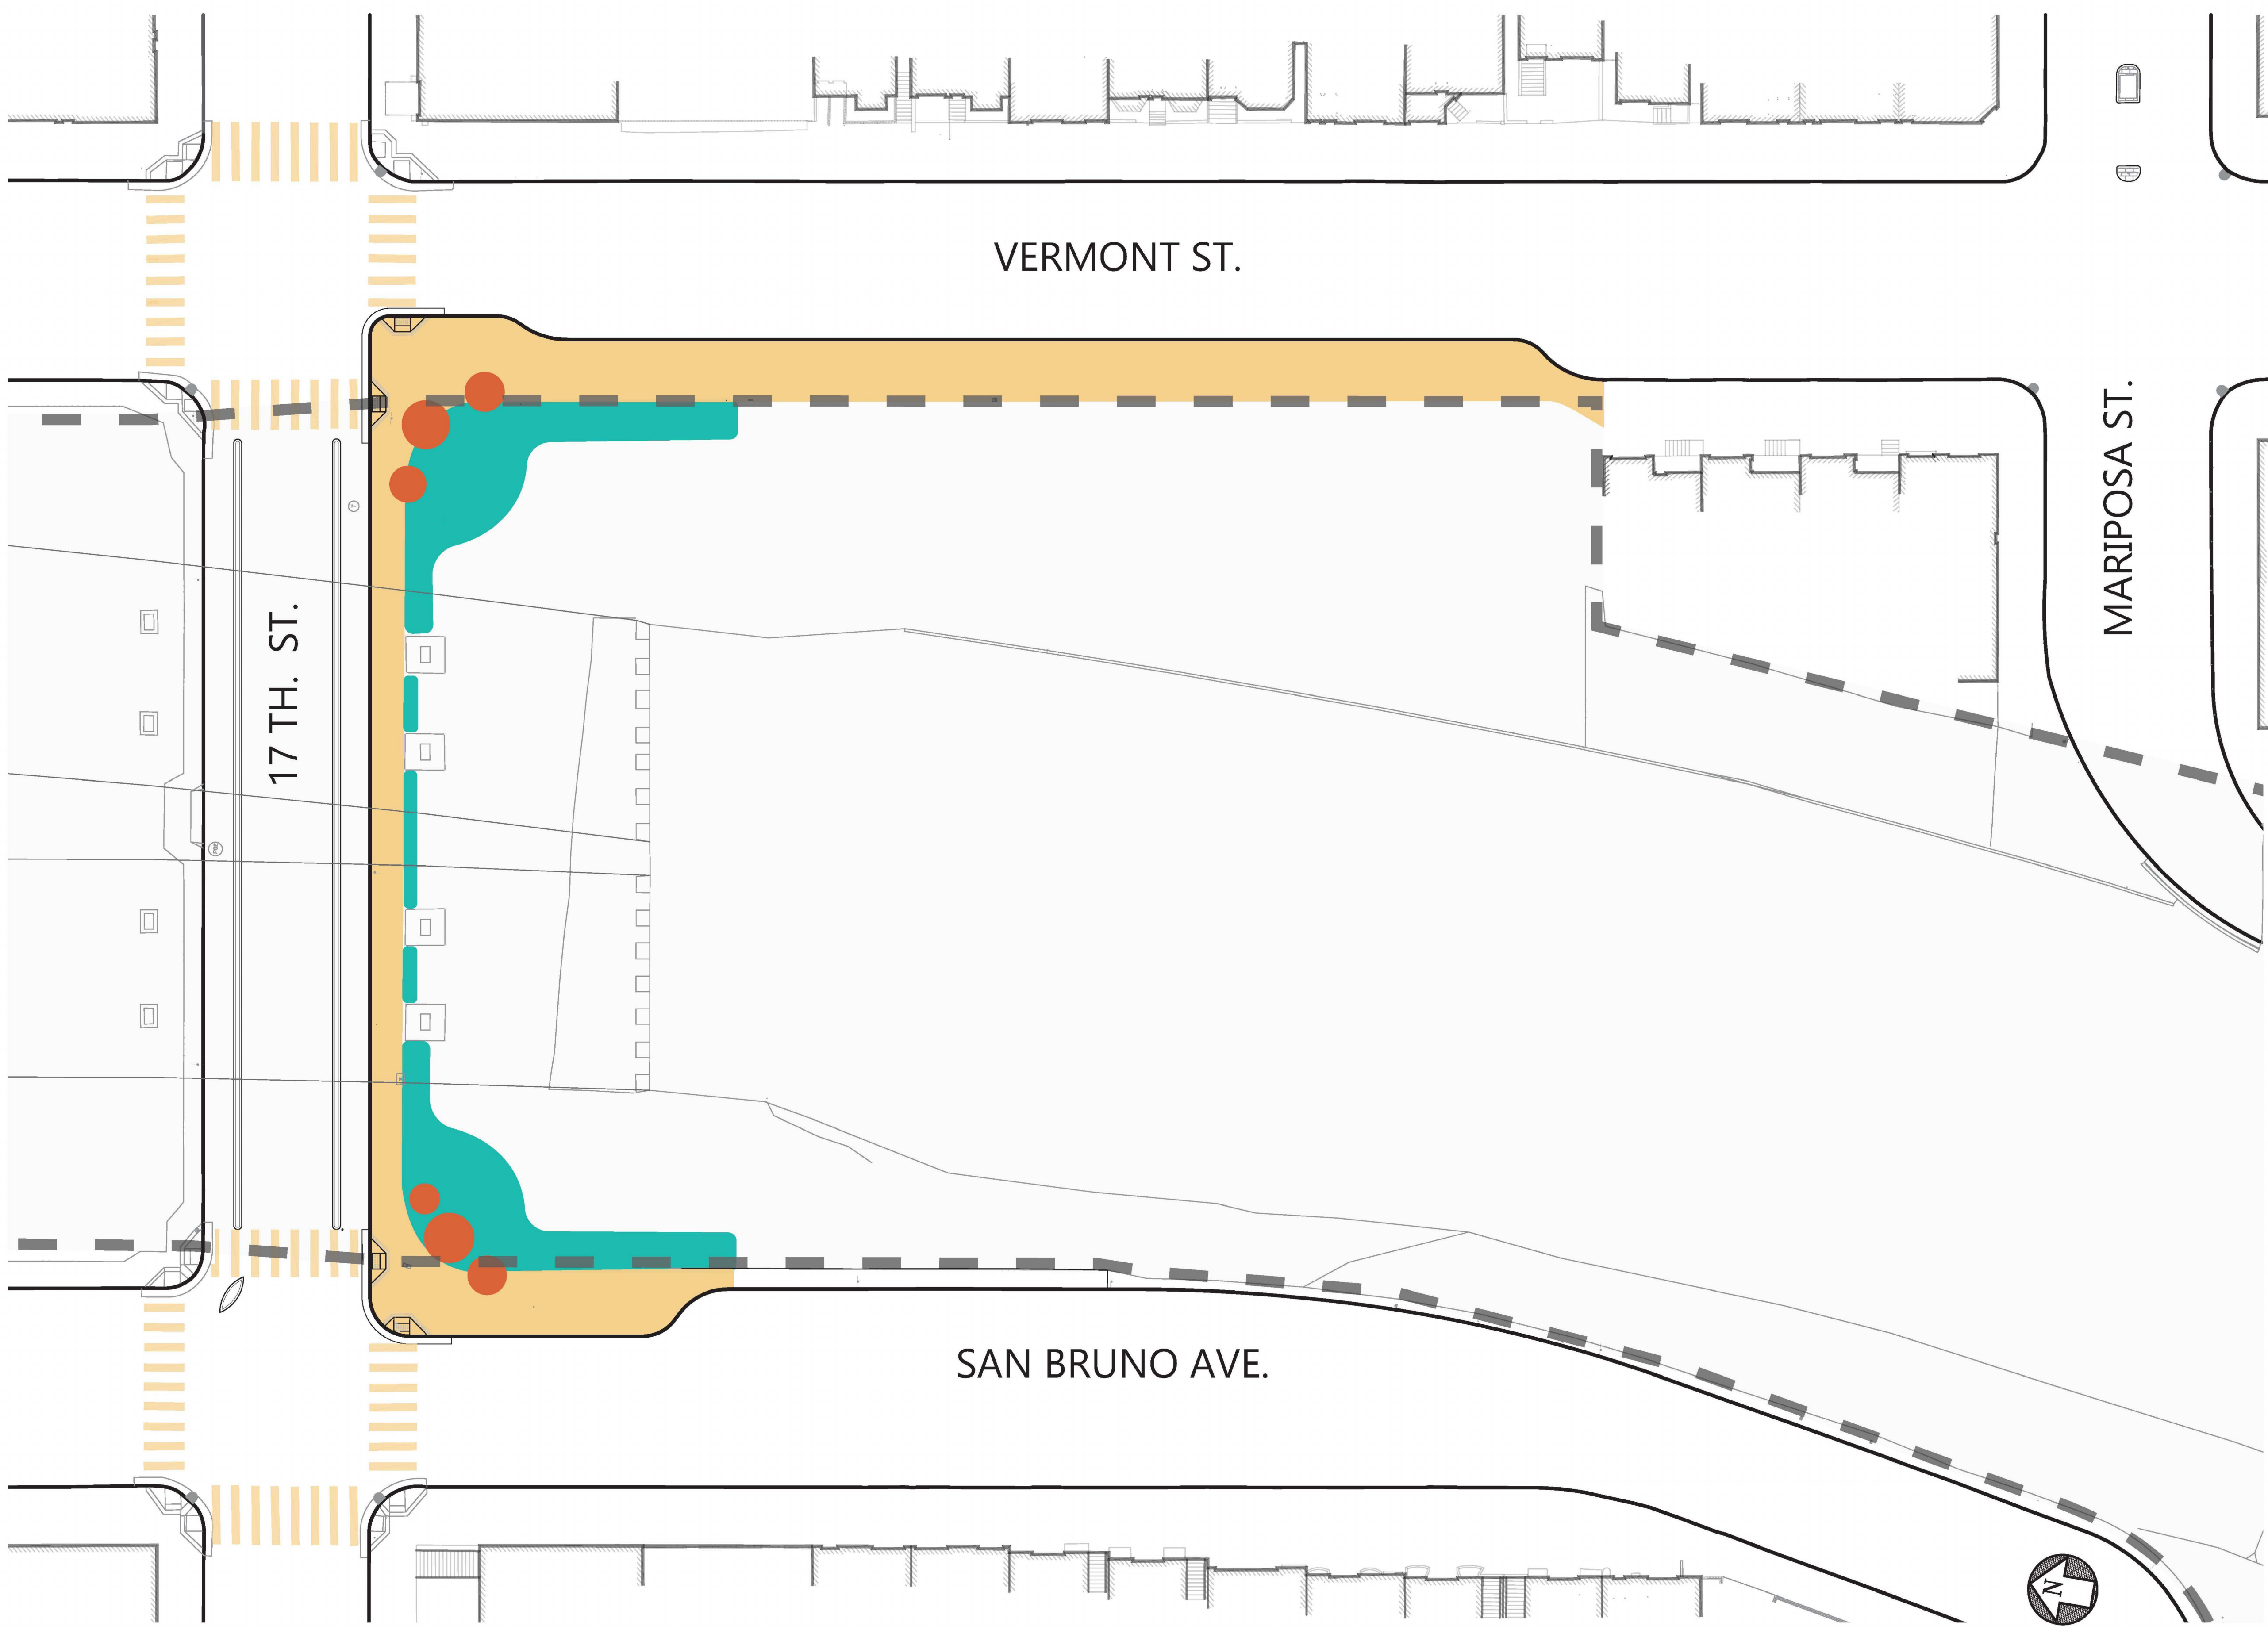 VERMONT ST.
MARIPOSA ST.
17 TH. ST.
SAN BRUNO AVE.
N